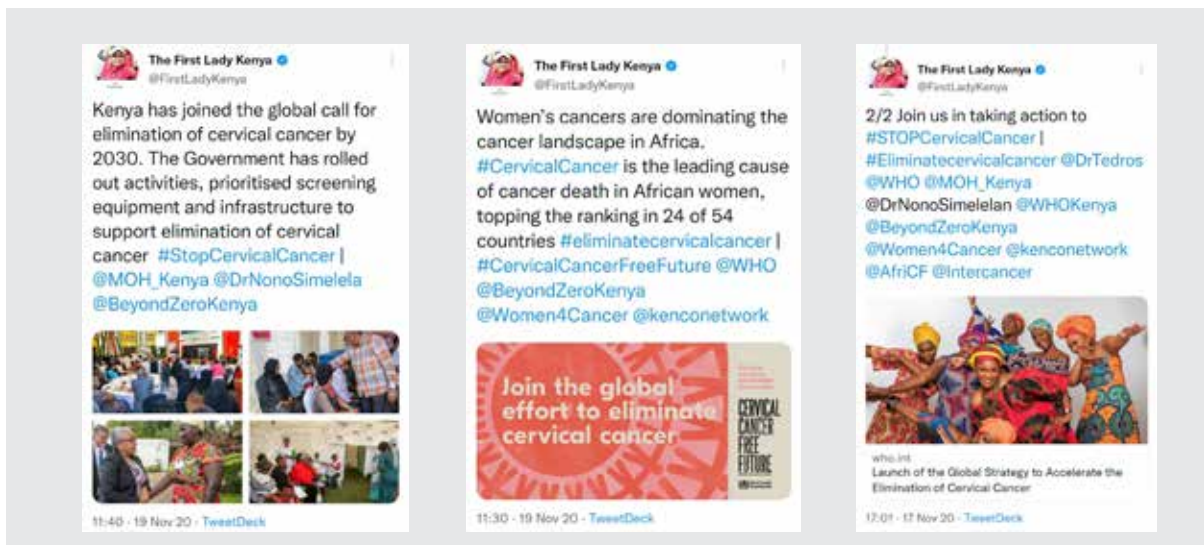 The First Lady Kenya
@FirstLadyKenya
Kenya has joined the global call for
elimination of cervical cancer by
2030. The Government has rolled
out activities, prioritised screening
equipment and infrastructure to
support elimination of cervical
cancer #StopCervicalCancer |
@MOH_Kenya @DrNonoSimelela
@BeyondZeroKenya
11:40 · 19 Nov 20 · TweetDeck
The First Lady Kenya
@FirstLadyKenya
Women's cancers are dominating the
cancer landscape in Africa.
#CervicalCancer is the leading cause
of cancer death in African women,
topping the ranking in 24 of 54
countries #eliminatecervicalcancer |
#CervicalCancerFreeFuture @WHO
@BeyondZeroKenya
@Women4Cancer @kenconetwork
Join the global
effort to eliminate
cervical cancer
CERVICAL
CANCER
FREE
FUTURE
11:30 · 19 Nov 20 · TweetDeck
The First Lady Kenya
@FirstLadyKenya
2/2 Join us in taking action to
#STOPCervicalCancer |
#Eliminatecervicalcancer @DrTedros
@WHO @MOH_Kenya
@DrNonoSimelelan @WHOKenya
@BeyondZeroKenya
@Women4Cancer @kenconetwork
@AfriCF @Intercancer
who.int
Launch of the Global Strategy to Accelerate the
Elimination of Cervical Cancer
17:01 · 17 Nov 20 · TweetDeck